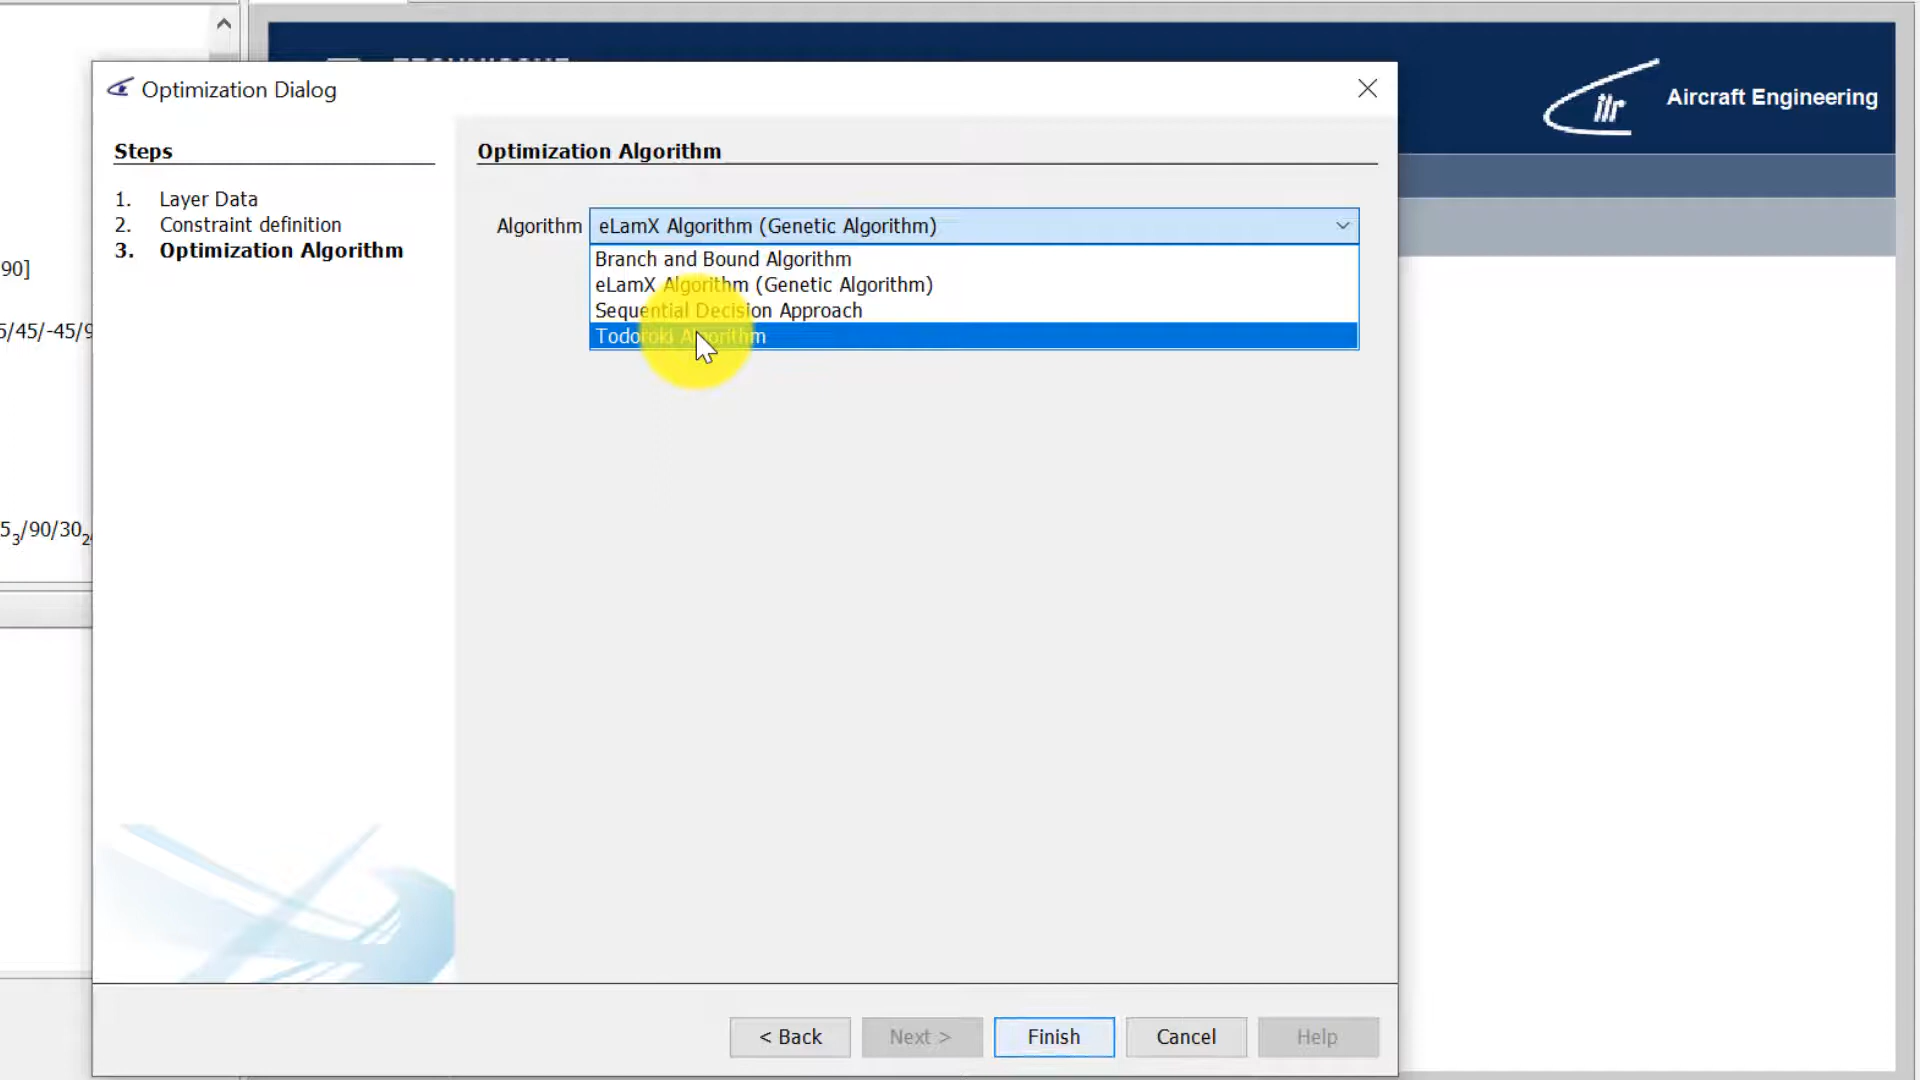 Optimization Dialog
Aircraft Engineering
ilr
Steps
1. Layer Data
2. Constraint definition
3. Optimization Algorithm
Optimization Algorithm
Algorithm
eLamX Algorithm (Genetic Algorithm)
Branch and Bound Algorithm
eLamX Algorithm (Genetic Algorithm)
Sequential Decision Approach
Todoroki Algorithm
90]
5/45/-45/9
5₃/90/30₂
< Back
Next >
Finish
Cancel
Help